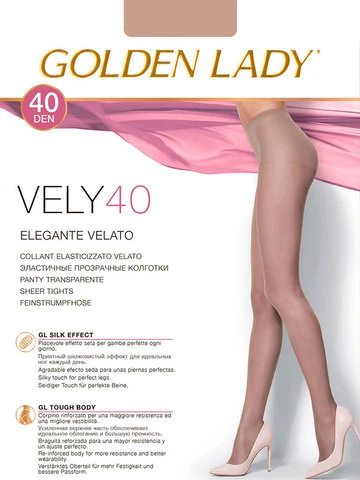 GOLDEN LADY
40
DEN
VELY 40
ELEGANTE VELATO
COLLANT ELASTICIZZATO VELATO
ЭЛАСТИЧНЫЕ ПРОЗРАЧНЫЕ КОЛГОТКИ
PANTY TRANSPARENTE
SHEER TIGHTS
FEINSTRUMPFHOSE
GL SILK EFFECT
Piacevole effetto seta per gambe perfette ogni
giorno.
Приятный шелковистый эффект для идеальных
ног каждый день.
Agradable efecto seda para unas piernas perfectas.
Silky touch for perfect legs.
Seidiger Touch für perfekte Beine.
GL TOUGH BODY
Corpino rinforzato per una maggiore resistenza ed
una migliore vestibilità.
Усиленная верхняя часть обеспечивает
идеальное облегание и большую прочность.
Braguita reforzada para una mayor resistencia y
un ajuste perfecto.
Re-inforced body for more resistance and better
wearability.
Verstärktes Oberteil für mehr Festigkeit und
bessere Passform.